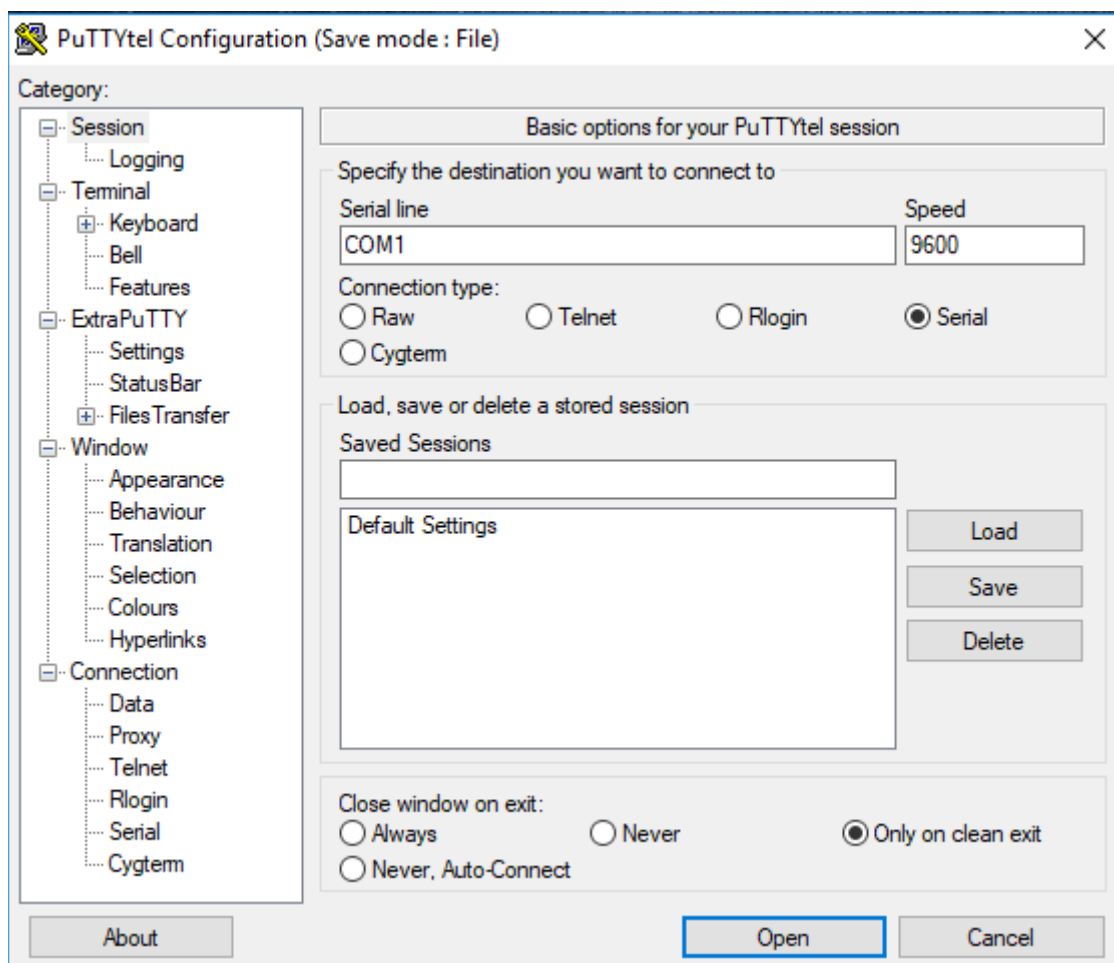 PuTTYtel Configuration (Save mode : File)
Category:
Session
Logging
Terminal
Keyboard
Bell
Features
ExtraPuTTY
Settings
StatusBar
FilesTransfer
Window
Appearance
Behaviour
Translation
Selection
Colours
Hyperlinks
Connection
Data
Proxy
Telnet
Rlogin
Serial
Cygterm
Basic options for your PuTTYtel session
Specify the destination you want to connect to
Serial line Speed
COM1 9600
Connection type:
Raw Telnet Rlogin Serial
Cygterm
Load, save or delete a stored session
Saved Sessions
Default Settings
Load
Save
Delete
Close window on exit:
Always Never Only on clean exit
Never, Auto-Connect
About Open Cancel